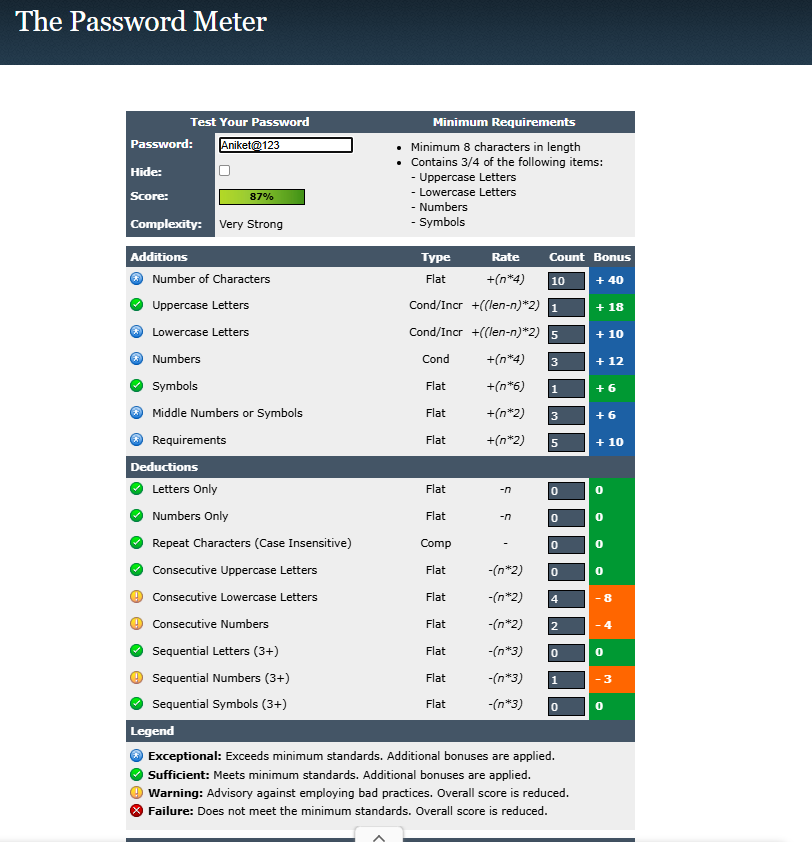 The Password Meter
Test Your Password Minimum Requirements
Password: Aniket@123
Hide:
Score: 87%
Complexity: Very Strong
• Minimum 8 characters in length
• Contains 3/4 of the following items:
- Uppercase Letters
- Lowercase Letters
- Numbers
- Symbols
Additions Type Rate Count Bonus
Number of Characters Flat +(n*4) 10 + 40
Uppercase Letters Cond/Incr +((len-n)*2) 1 + 18
Lowercase Letters Cond/Incr +((len-n)*2) 5 + 10
Numbers Cond +(n*4) 3 + 12
Symbols Flat +(n*6) 1 + 6
Middle Numbers or Symbols Flat +(n*2) 3 + 6
Requirements Flat +(n*2) 5 + 10
Deductions
Letters Only Flat -n 0 0
Numbers Only Flat -n 0 0
Repeat Characters (Case Insensitive) Comp - 0 0
Consecutive Uppercase Letters Flat -(n*2) 0 0
Consecutive Lowercase Letters Flat -(n*2) 4 - 8
Consecutive Numbers Flat -(n*2) 2 - 4
Sequential Letters (3+) Flat -(n*3) 0 0
Sequential Numbers (3+) Flat -(n*3) 1 - 3
Sequential Symbols (3+) Flat -(n*3) 0 0
Legend
Exceptional: Exceeds minimum standards. Additional bonuses are applied.
Sufficient: Meets minimum standards. Additional bonuses are applied.
Warning: Advisory against employing bad practices. Overall score is reduced.
Failure: Does not meet the minimum standards. Overall score is reduced.